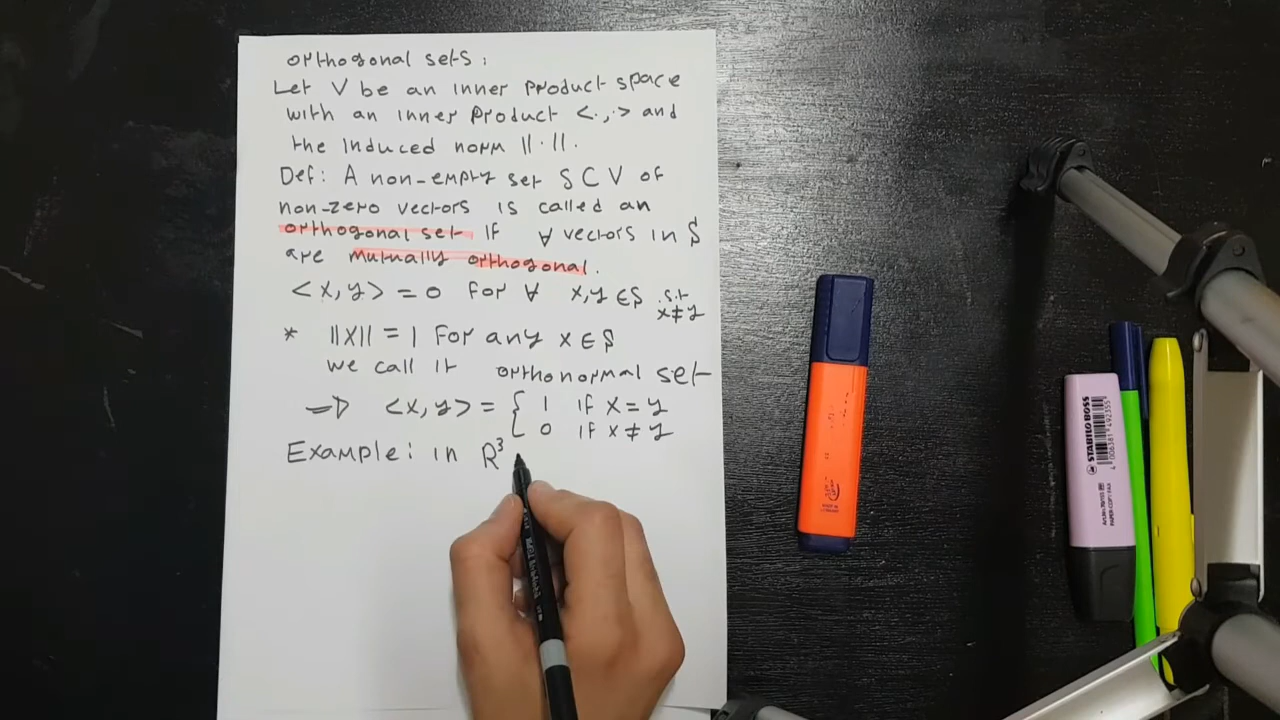 orthogonal sets:
Let V be an inner product space
with an inner product <.,.> and
the induced norm ||.||.
Def: A non-empty set S ⊂ V of
non-zero vectors is called an
orthogonal set if ∀ vectors in S
are mutually orthogonal.
<x,y> = 0 for ∀ x,y ∈ S s.t
x≠y
* ||x|| = 1 for any x ∈ S
we call it orthonormal set
=> <x,y> = { 1 if x = y
0 if x ≠ y
Example: in R³
STABILO BOSS
4006381492355